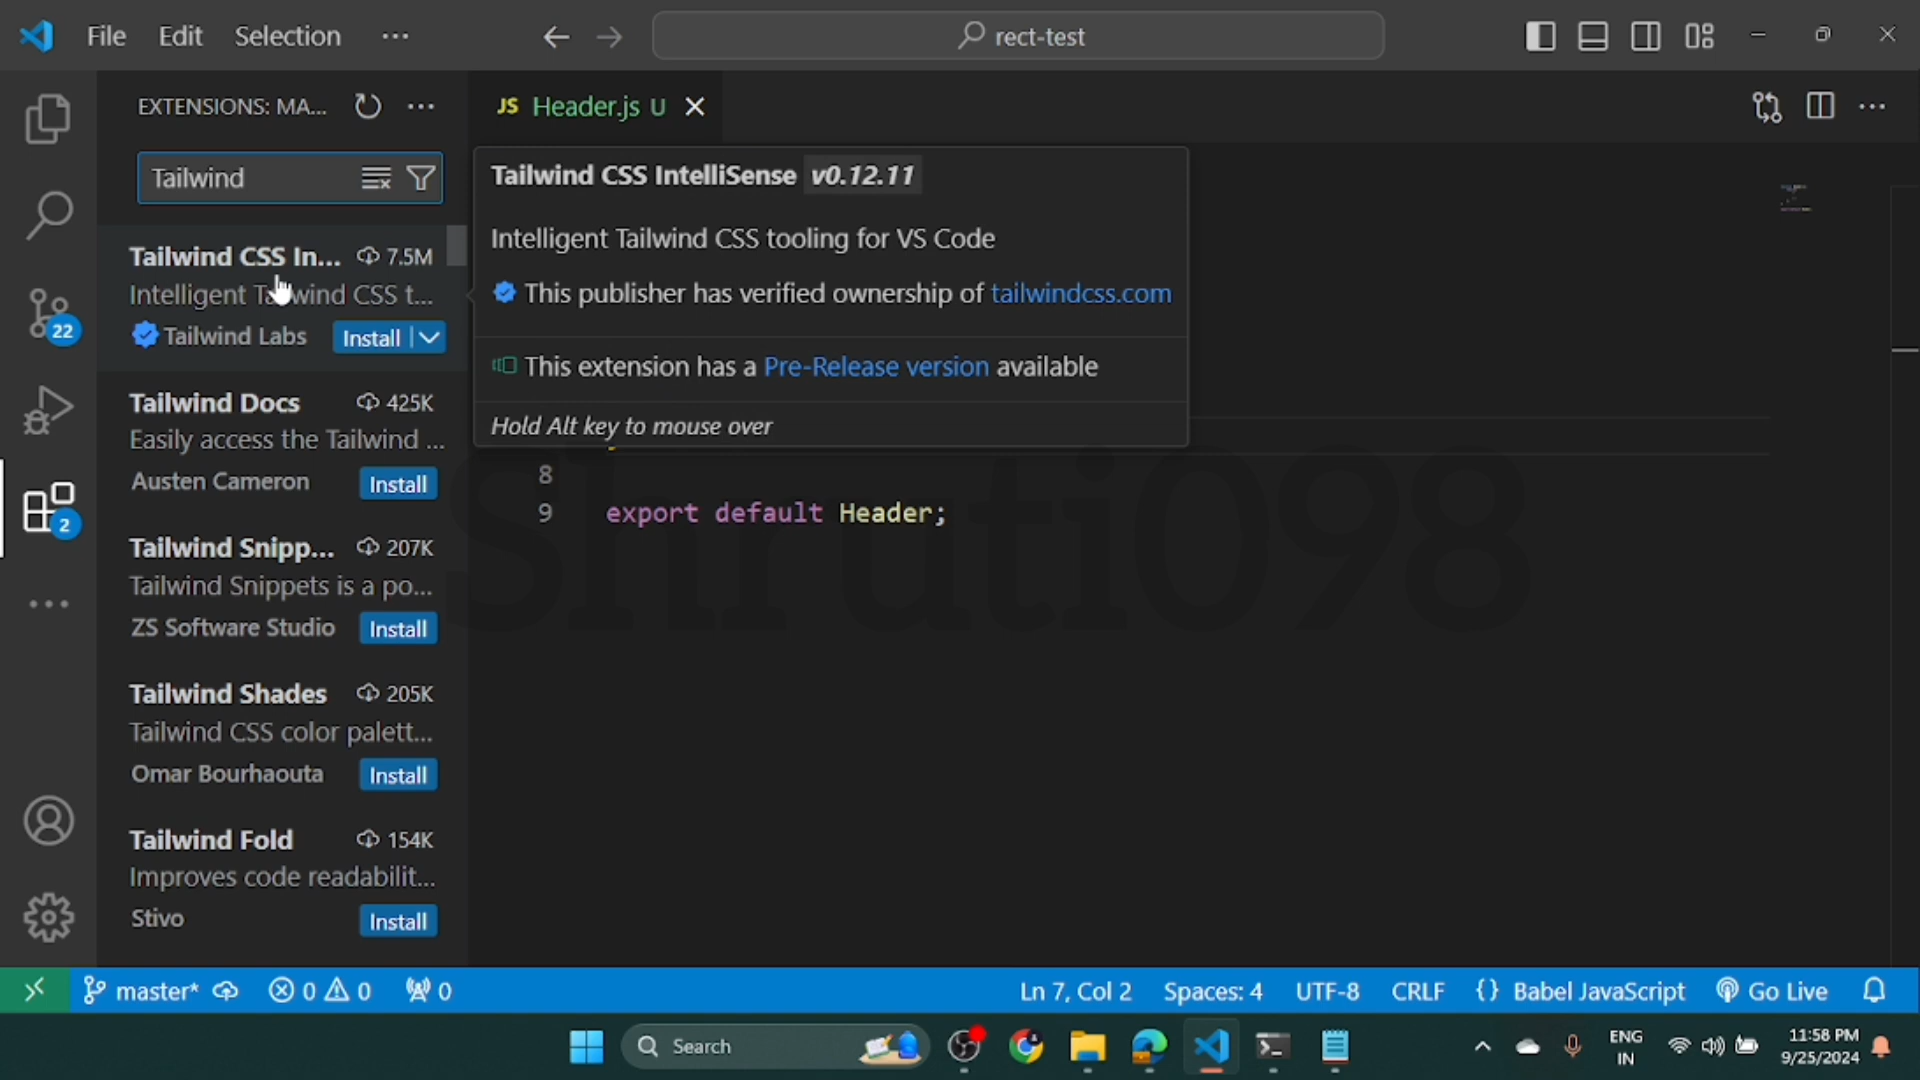 File Edit Selection ···
rect-test
EXTENSIONS: MA...
JS Header.js U
Tailwind
Tailwind CSS In... 7.5M
Intelligent Tailwind CSS t...
Tailwind Labs Install
Tailwind Docs 425K
Easily access the Tailwind ...
Austen Cameron Install
Tailwind Snipp... 207K
Tailwind Snippets is a po...
ZS Software Studio Install
Tailwind Shades 205K
Tailwind CSS color palett...
Omar Bourhaouta Install
Tailwind Fold 154K
Improves code readabilit...
Stivo Install
22
2
Tailwind CSS IntelliSense v0.12.11
Intelligent Tailwind CSS tooling for VS Code
This publisher has verified ownership of tailwindcss.com
This extension has a Pre-Release version available
Hold Alt key to mouse over
8
9 export default Header;
Shruti098
master* 0 0 0 Ln 7, Col 2 Spaces: 4 UTF-8 CRLF {} Babel JavaScript Go Live
Search ENG IN 11:58 PM
9/25/2024